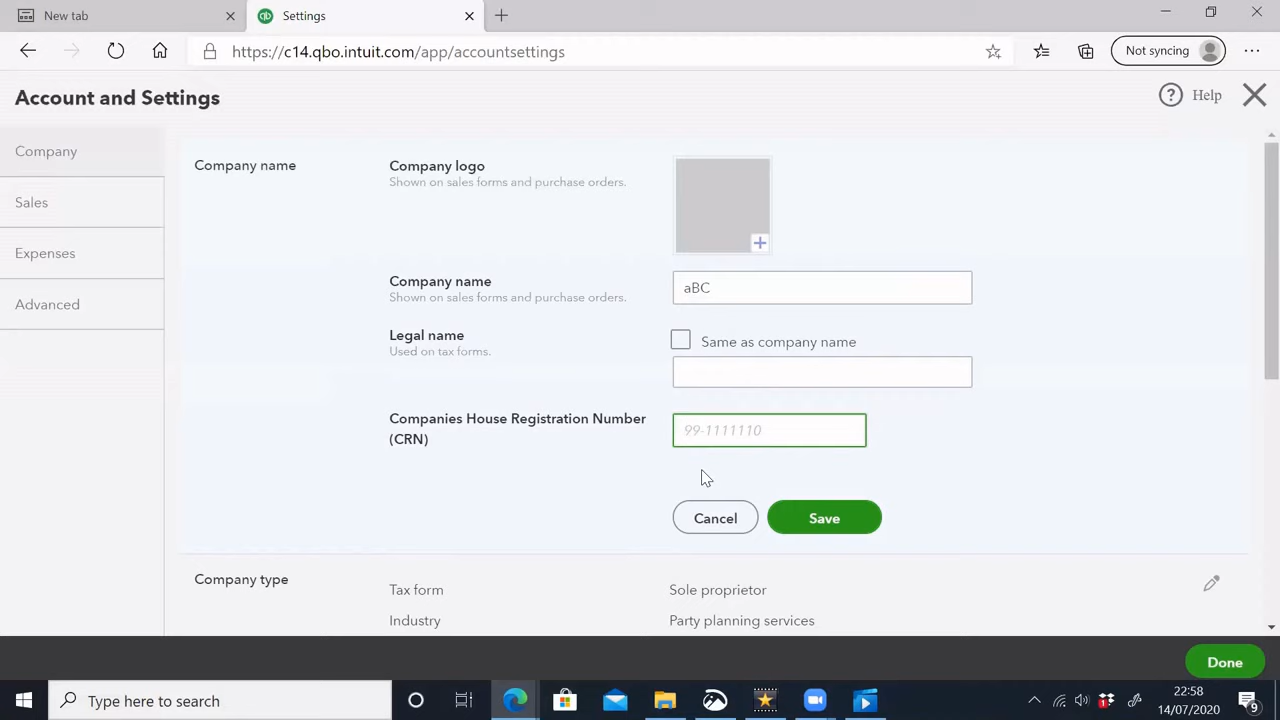 New tab
Settings
https://c14.qbo.intuit.com/app/accountsettings
Not syncing
Account and Settings
Help
Company
Sales
Expenses
Advanced
Company name
Company logo
Shown on sales forms and purchase orders.
Company name
Shown on sales forms and purchase orders.
aBC
Legal name
Used on tax forms.
Same as company name
Companies House Registration Number
(CRN)
99-1111110
Cancel
Save
Company type
Tax form
Sole proprietor
Industry
Party planning services
Done
Type here to search
22:58
14/07/2020
9